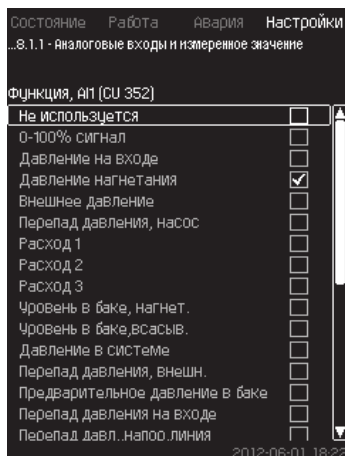 Состояние Работа Авария Настройки
...8.1.1 - Аналоговые входы и измеренное значение
Функция, AI1 (CU 352)
Не используется
0-100% сигнал
Давление на входе
Давление нагнетания
Внешнее давление
Перепад давления, насос
Расход 1
Расход 2
Расход 3
Уровень в баке, нагнет.
Уровень в баке,всасыв.
Давление в системе
Перепад давления, внешн.
Предварительное давление в баке
Перепад давления на входе
Перепад давл..напор.линия
2012-06-01 18:22